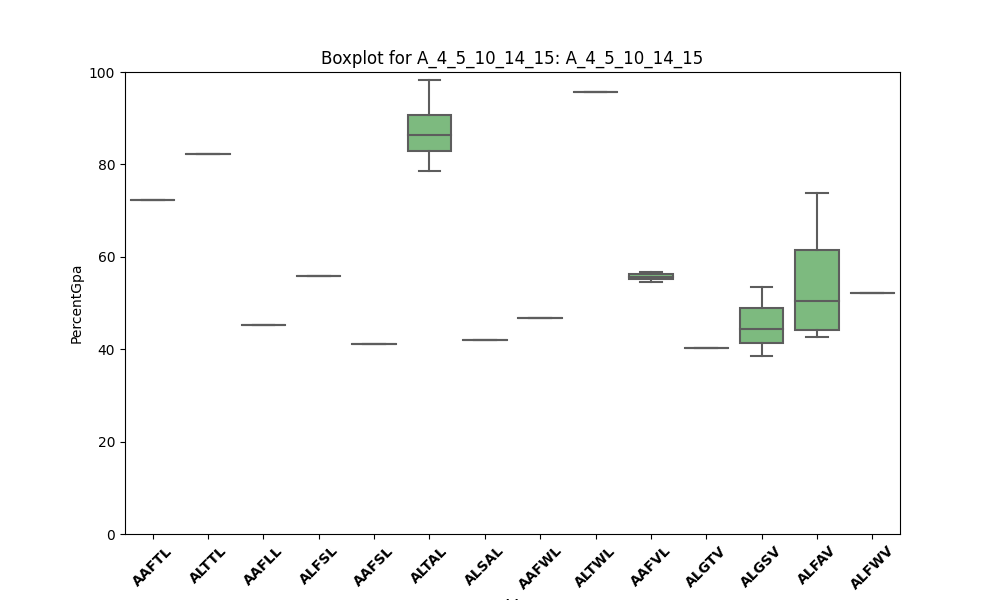 Boxplot for A_4_5_10_14_15: A_4_5_10_14_15
100
80
60
40
20
0
PercentGpa
AAFTL
ALTTL
AAFLL
ALFSL
AAFSL
ALTAL
ALSAL
AAFWL
ALTWL
AAFVL
ALGTV
ALGSV
ALFAV
ALFWV